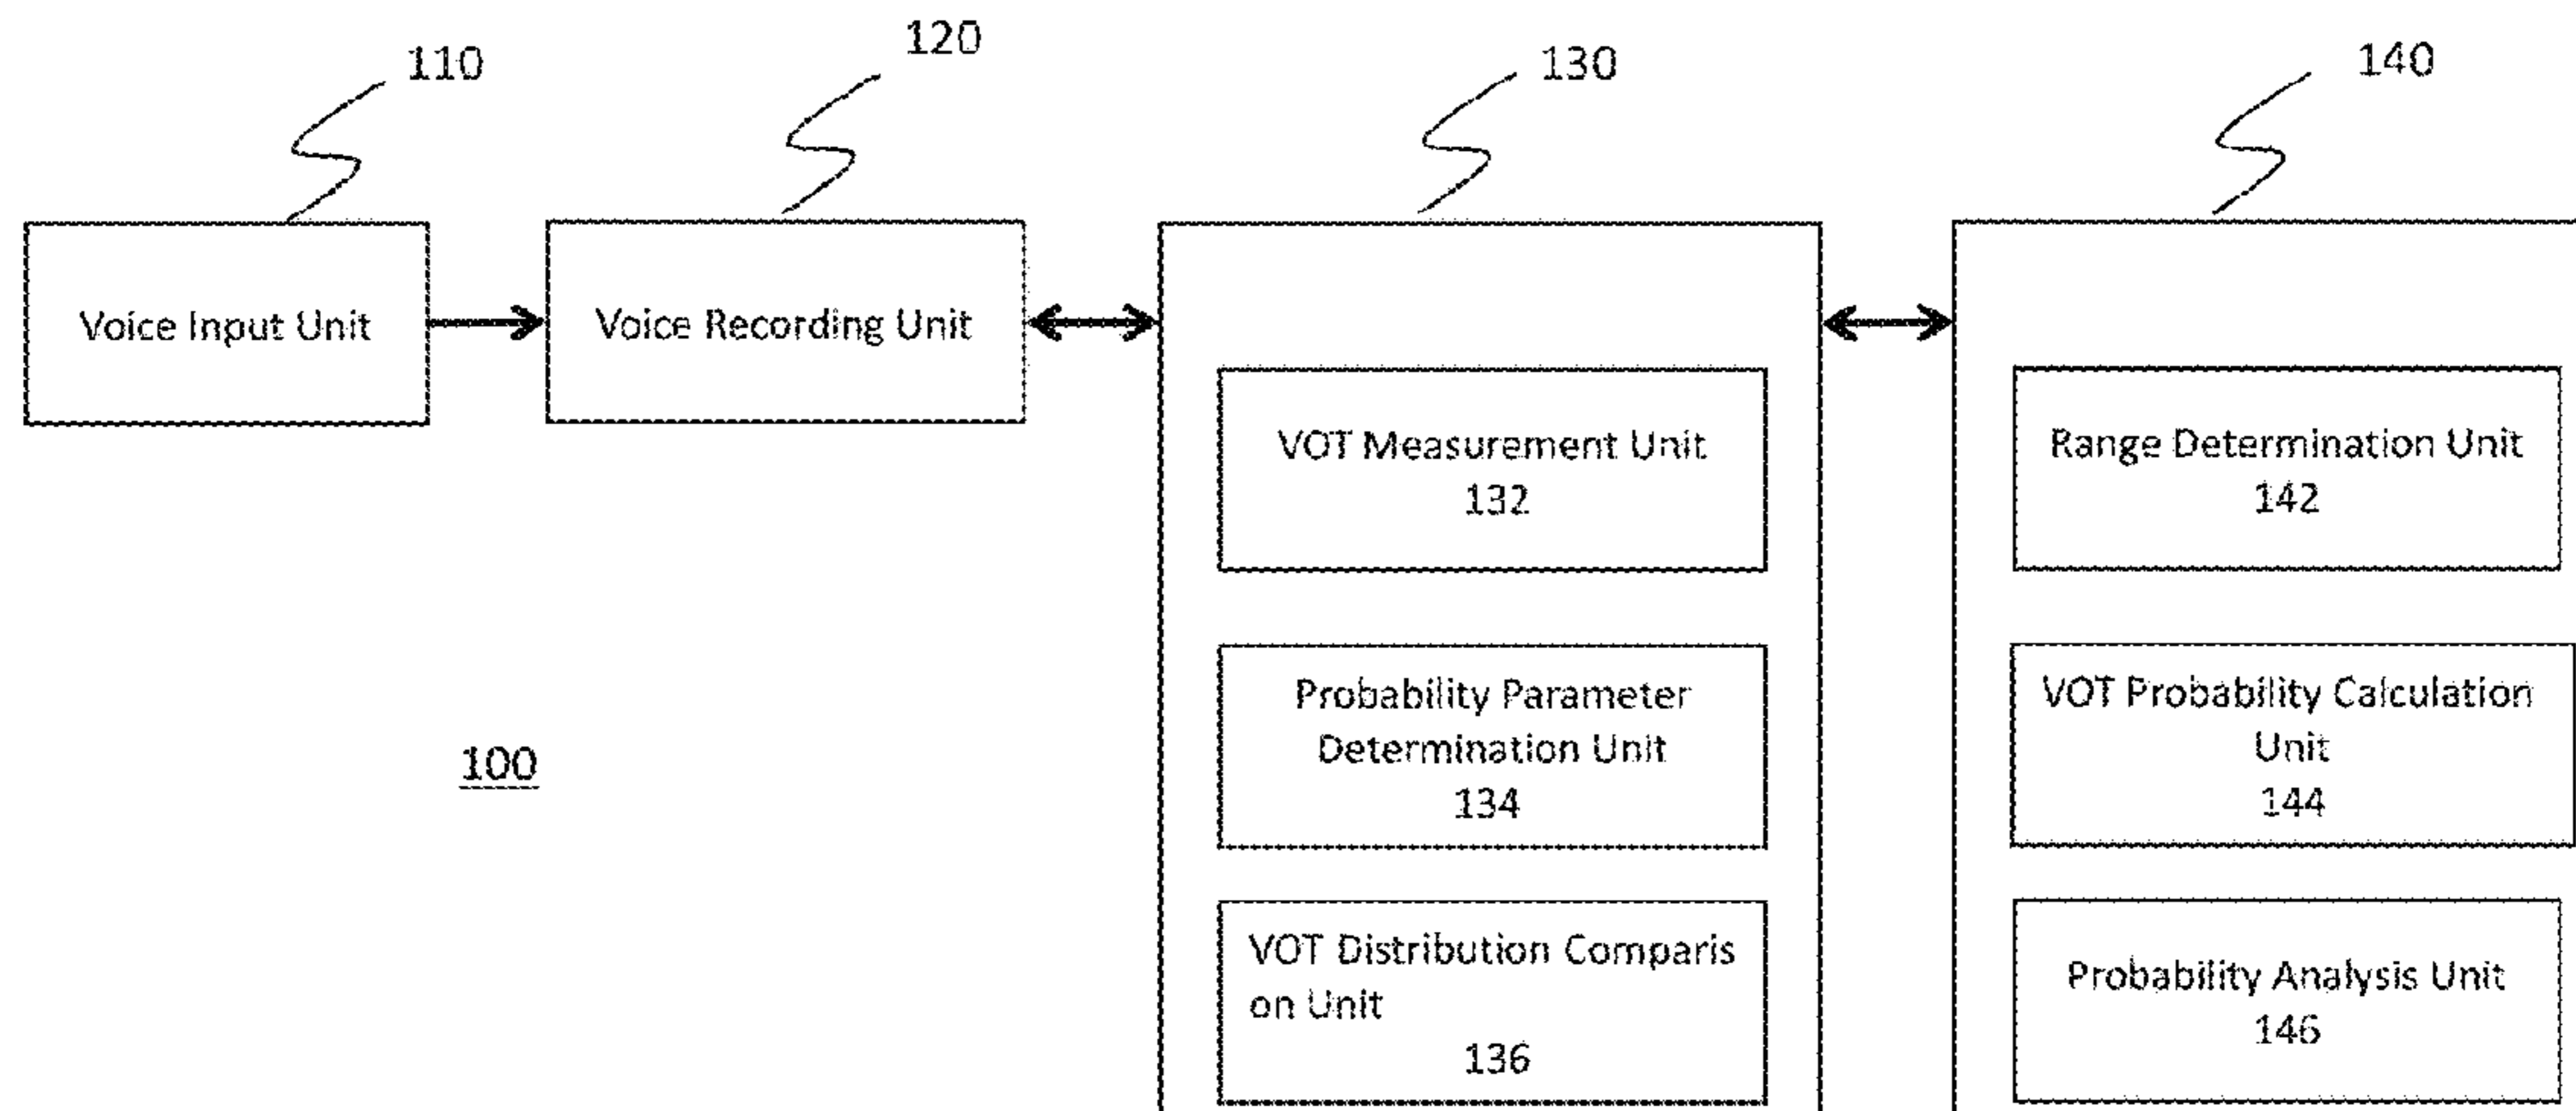 110
120
130
140
Voice Input Unit
Voice Recording Unit
VOT Measurement Unit
132
Probability Parameter
Determination Unit
134
VOT Distribution Comparis
on Unit
136
Range Determination Unit
142
VOT Probability Calculation
Unit
144
Probability Analysis Unit
146
100